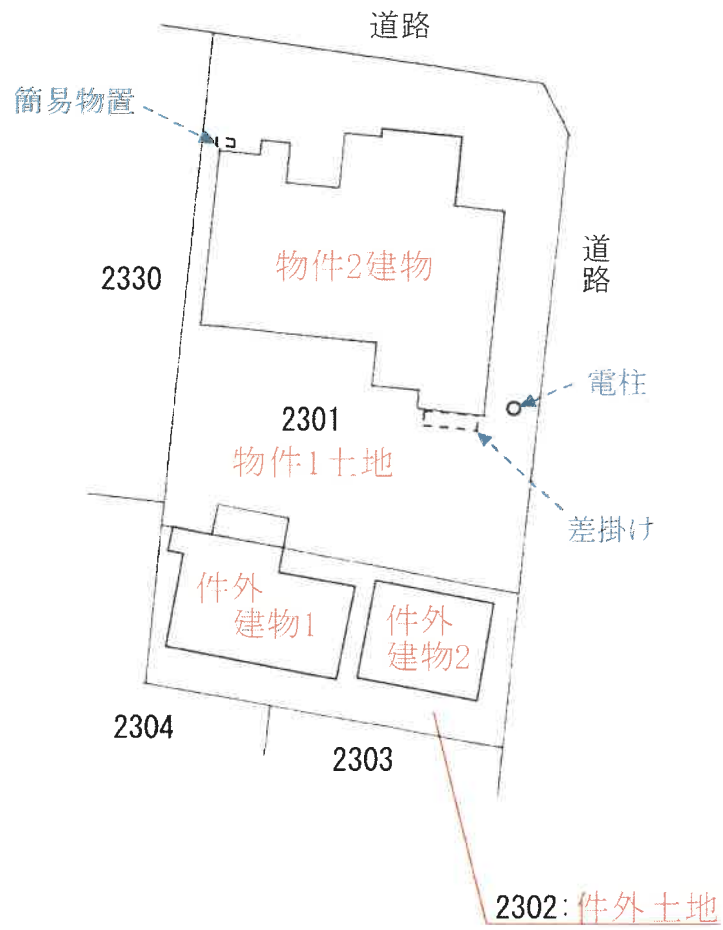 道路
簡易物置
道路
2330
物件2建物
電柱
2301
物件1土地
差掛け
件外
建物1
件外
建物2
2304
2303
2302:件外土地